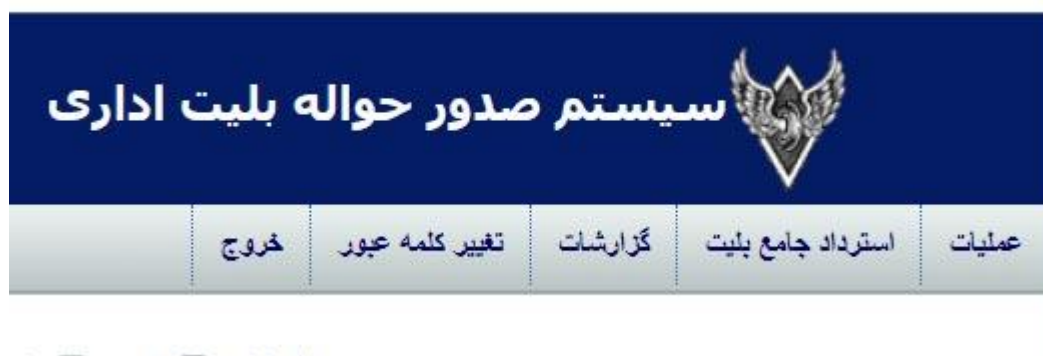 سیستم صدور حواله بلیت اداری
عملیات استرداد جامع بلیت گزارشات تغییر کلمه عبور خروج